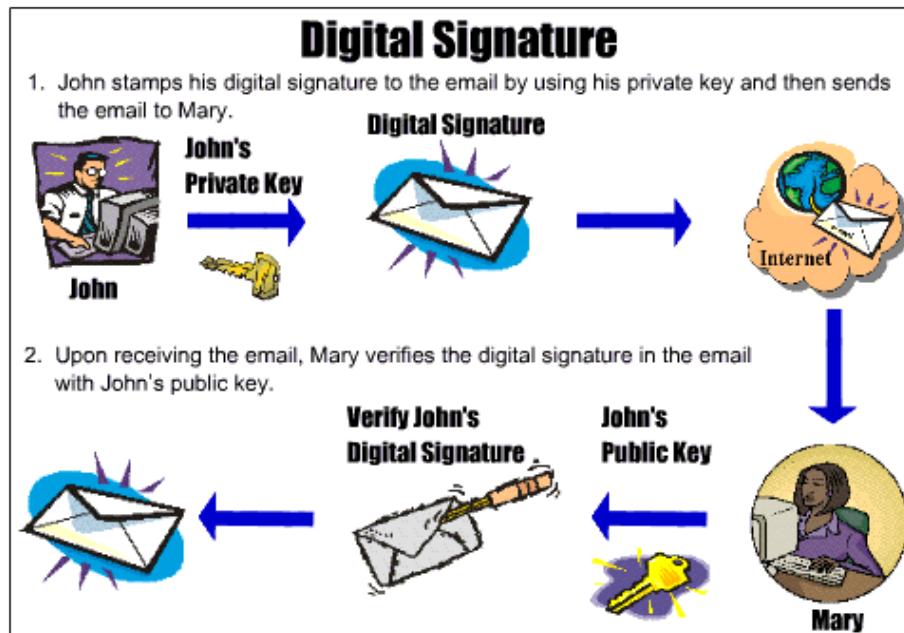 Digital Signature
1. John stamps his digital signature to the email by using his private key and then sends
the email to Mary.
Digital Signature
John's
Private Key
John
Internet
2. Upon receiving the email, Mary verifies the digital signature in the email
with John's public key.
Verify John's
Digital Signature
John's
Public Key
Mary